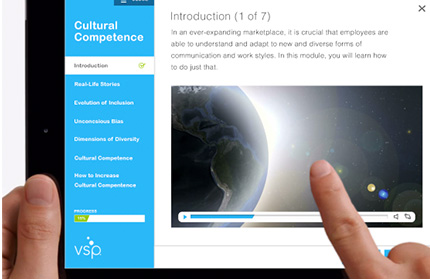 Cultural
Competence
Introduction
Real-Life Stories
Evolution of Inclusion
Unconscious Bias
Dimensions of Diversity
Cultural Competence
How to Increase
Cultural Compentence
PROGRESS
vsp
Introduction (1 of 7)
In an ever-expanding marketplace, it is crucial that employees are
able to understand and adapt to new and diverse forms of
communication and work styles. In this module, you will learn how
to do just that.